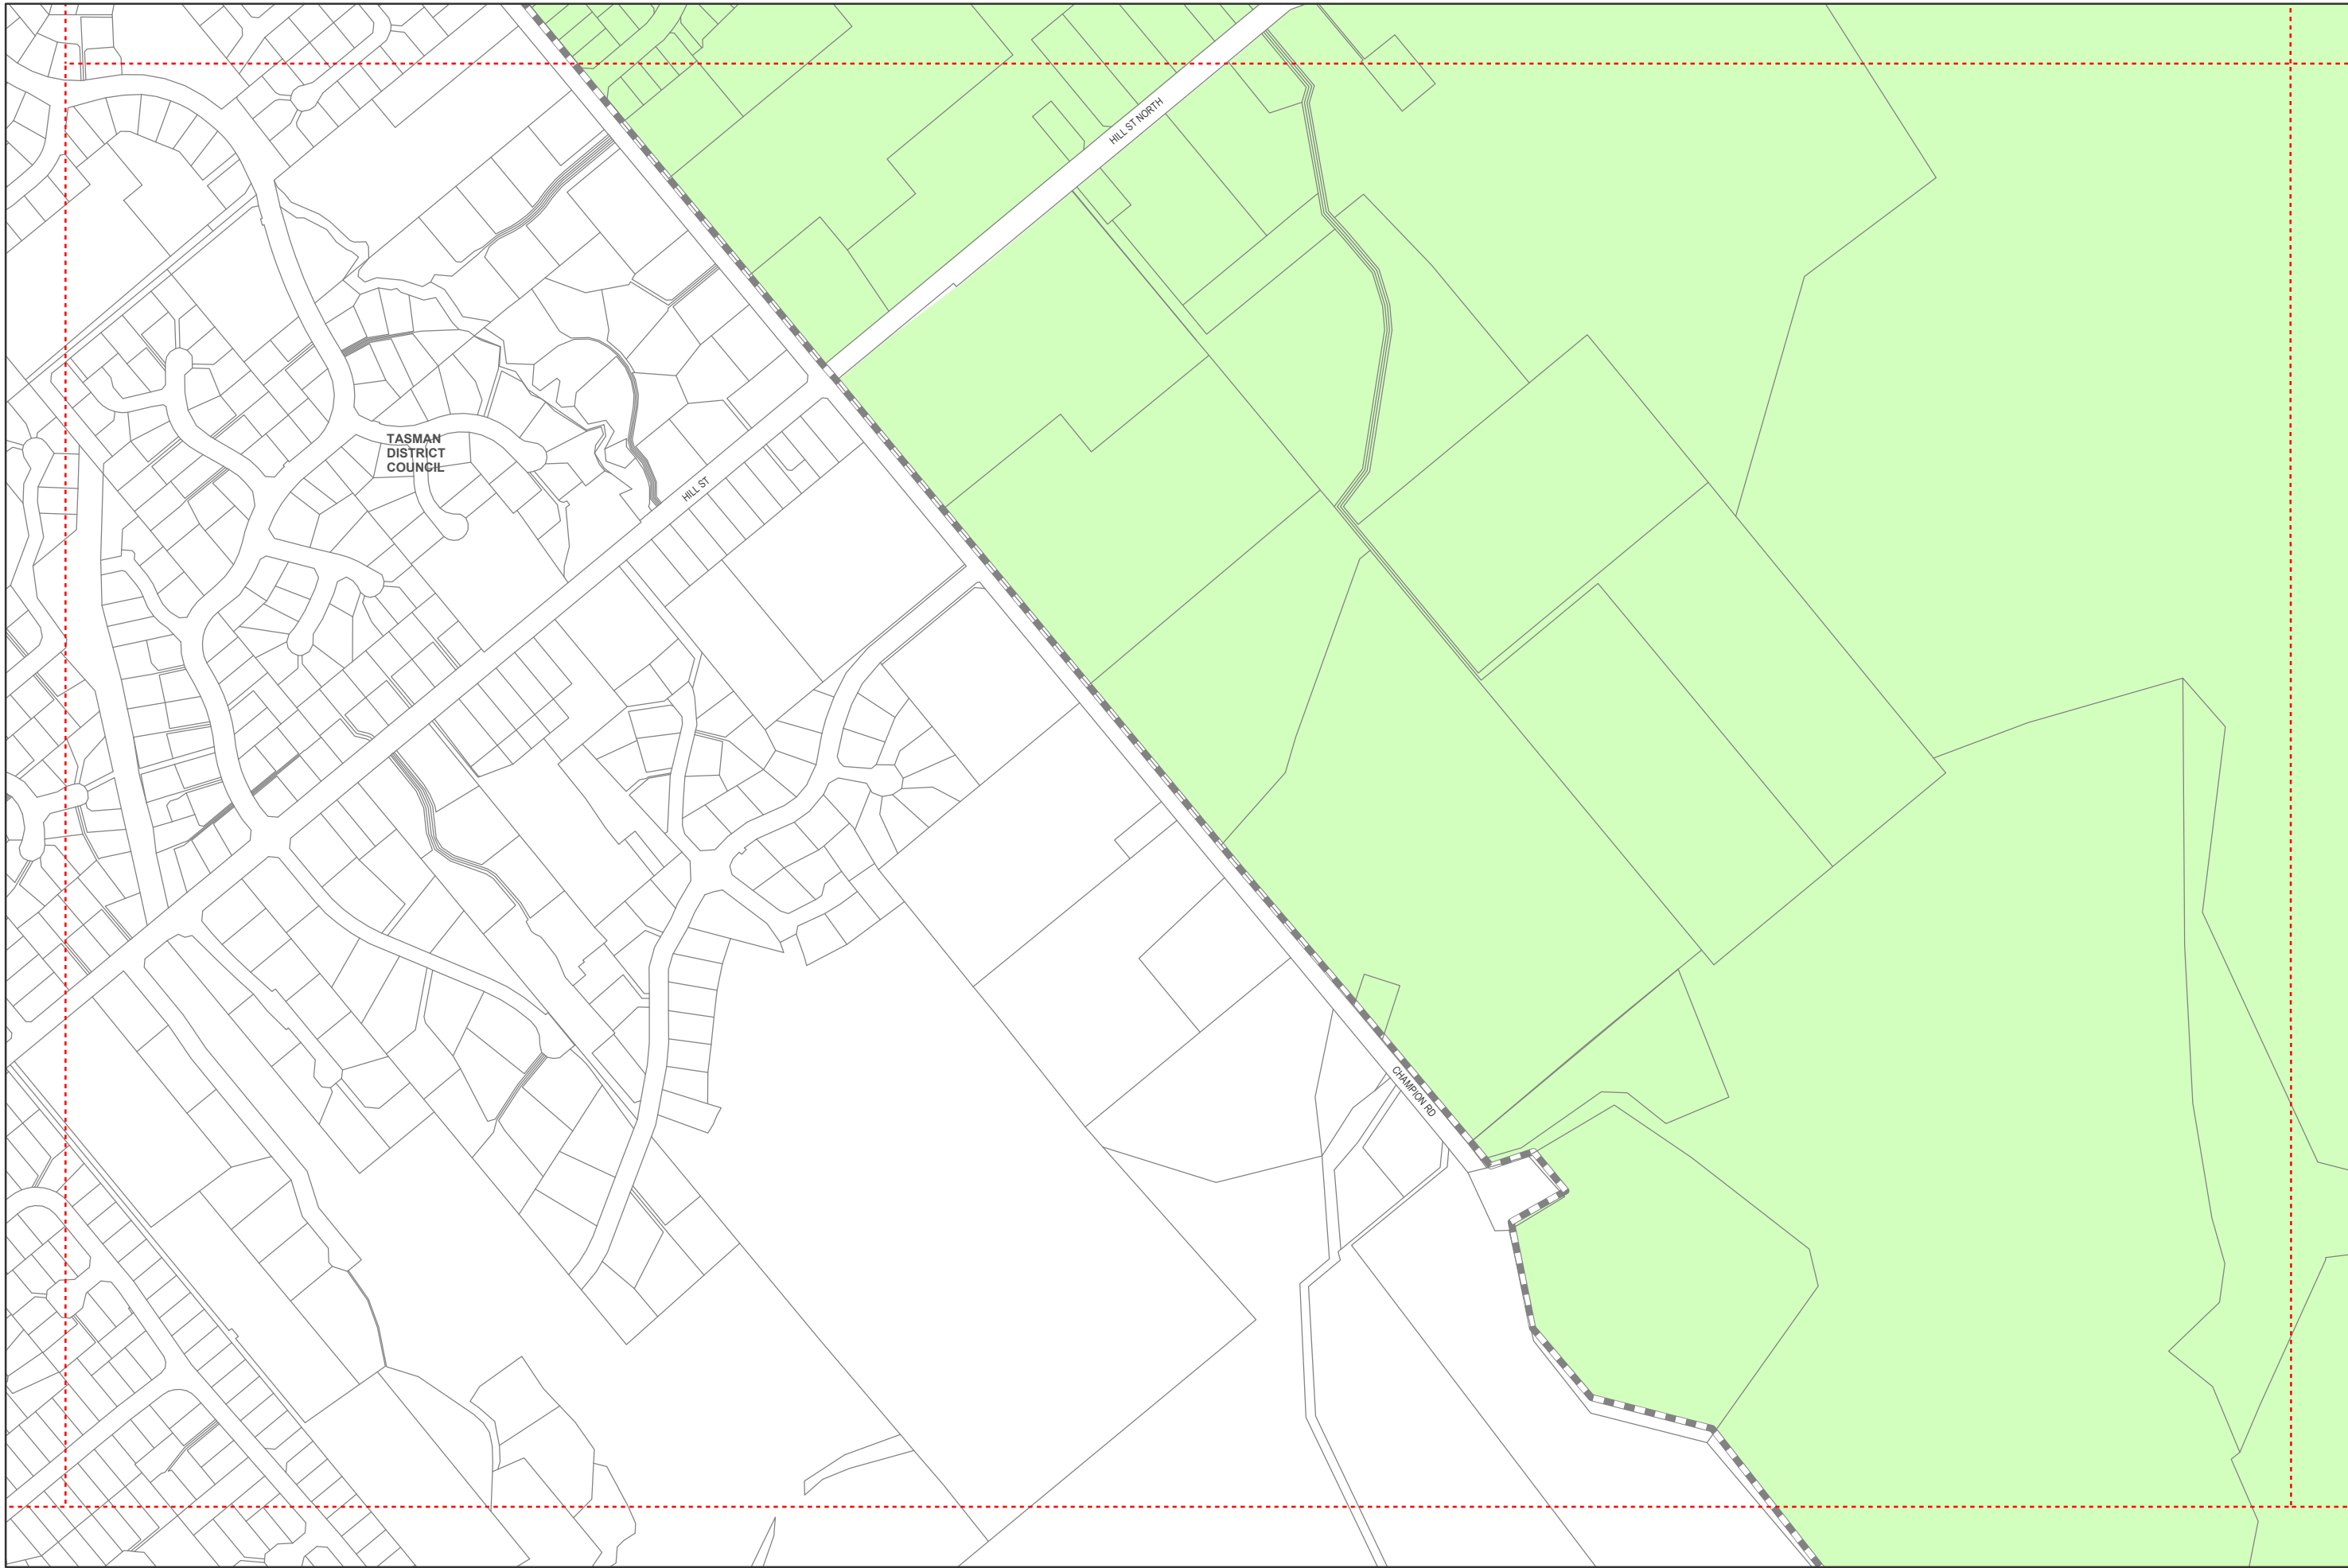 HILL ST NORTH
TASMAN
DISTRICT
COUNCIL
HILL ST
CHAMPION RD